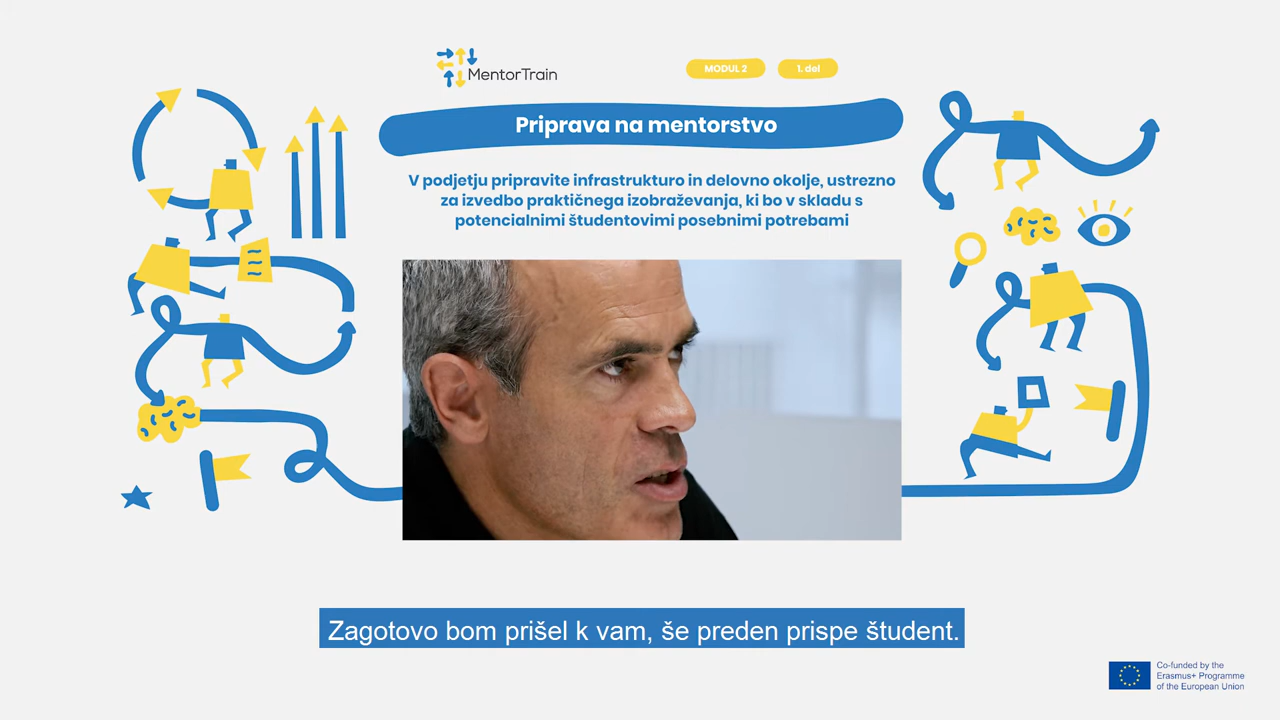 MentorTrain
MODUL 2
1. del
Priprava na mentorstvo
V podjetju pripravite infrastrukturo in delovno okolje, ustrezno
za izvedbo praktičnega izobraževanja, ki bo v skladu s
potencialnimi študentovimi posebnimi potrebami
Zagotovo bom prišel k vam, še preden prispe študent.
Co-funded by the
Erasmus+ Programme
of the European Union